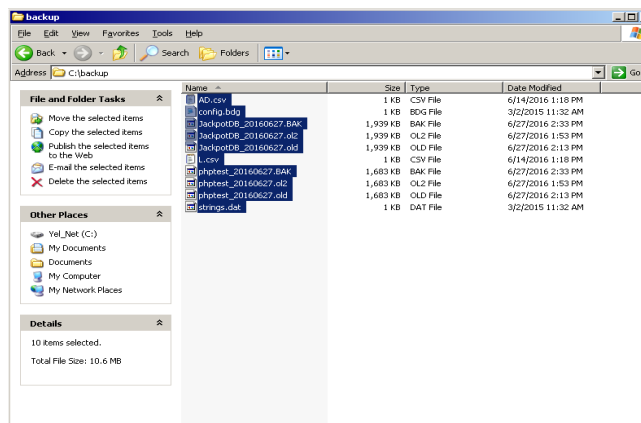 backup
File Edit View Favorites Tools Help
Back Search Folders
Address C:\backup Go
File and Folder Tasks
Move the selected items
Copy the selected items
Publish the selected items
to the Web
E-mail the selected items
Delete the selected items
Other Places
Yel_Net (C:)
My Documents
Documents
My Computer
My Network Places
Details
10 items selected.
Total File Size: 10.6 MB
Name Size Type Date Modified
AD.csv 1 KB CSV File 6/14/2016 1:18 PM
config.bdg 1 KB BDG File 3/2/2015 11:32 AM
JackpotDB_20160627.BAK 1,939 KB BAK File 6/27/2016 2:33 PM
JackpotDB_20160627.ol2 1,939 KB OL2 File 6/27/2016 1:53 PM
JackpotDB_20160627.old 1,939 KB OLD File 6/27/2016 2:13 PM
L.csv 1 KB CSV File 6/14/2016 1:18 PM
phptest_20160627.BAK 1,683 KB BAK File 6/27/2016 2:33 PM
phptest_20160627.ol2 1,683 KB OL2 File 6/27/2016 1:53 PM
phptest_20160627.old 1,683 KB OLD File 6/27/2016 2:13 PM
strings.dat 1 KB DAT File 3/2/2015 11:32 AM